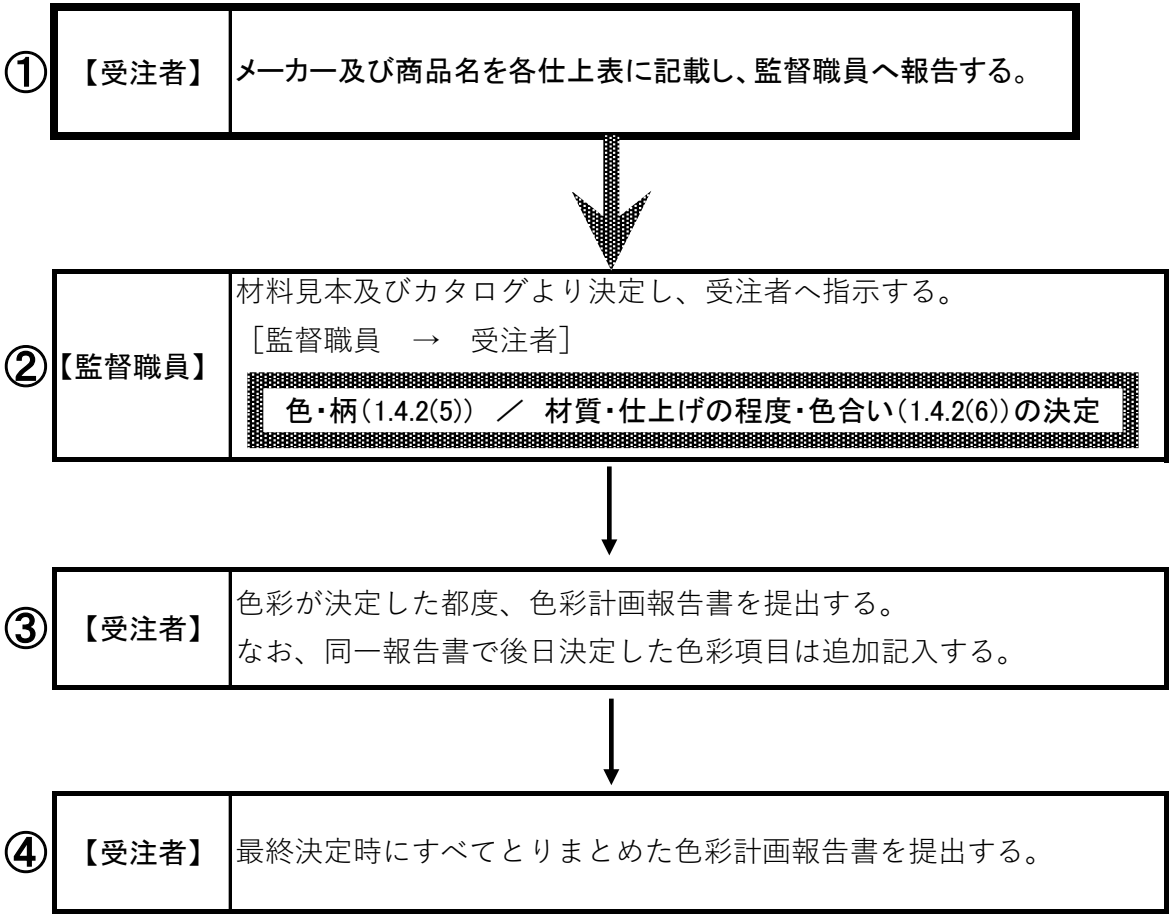 ①
【受注者】
メーカー及び商品名を各仕上表に記載し、監督職員へ報告する。
②
【監督職員】
材料見本及びカタログより決定し、受注者へ指示する。
［監督職員　→　受注者］
色・柄(1.4.2(5))　／　材質・仕上げの程度・色合い(1.4.2(6))の決定
③
【受注者】
色彩が決定した都度、色彩計画報告書を提出する。
なお、同一報告書で後日決定した色彩項目は追加記入する。
④
【受注者】
最終決定時にすべてとりまとめた色彩計画報告書を提出する。